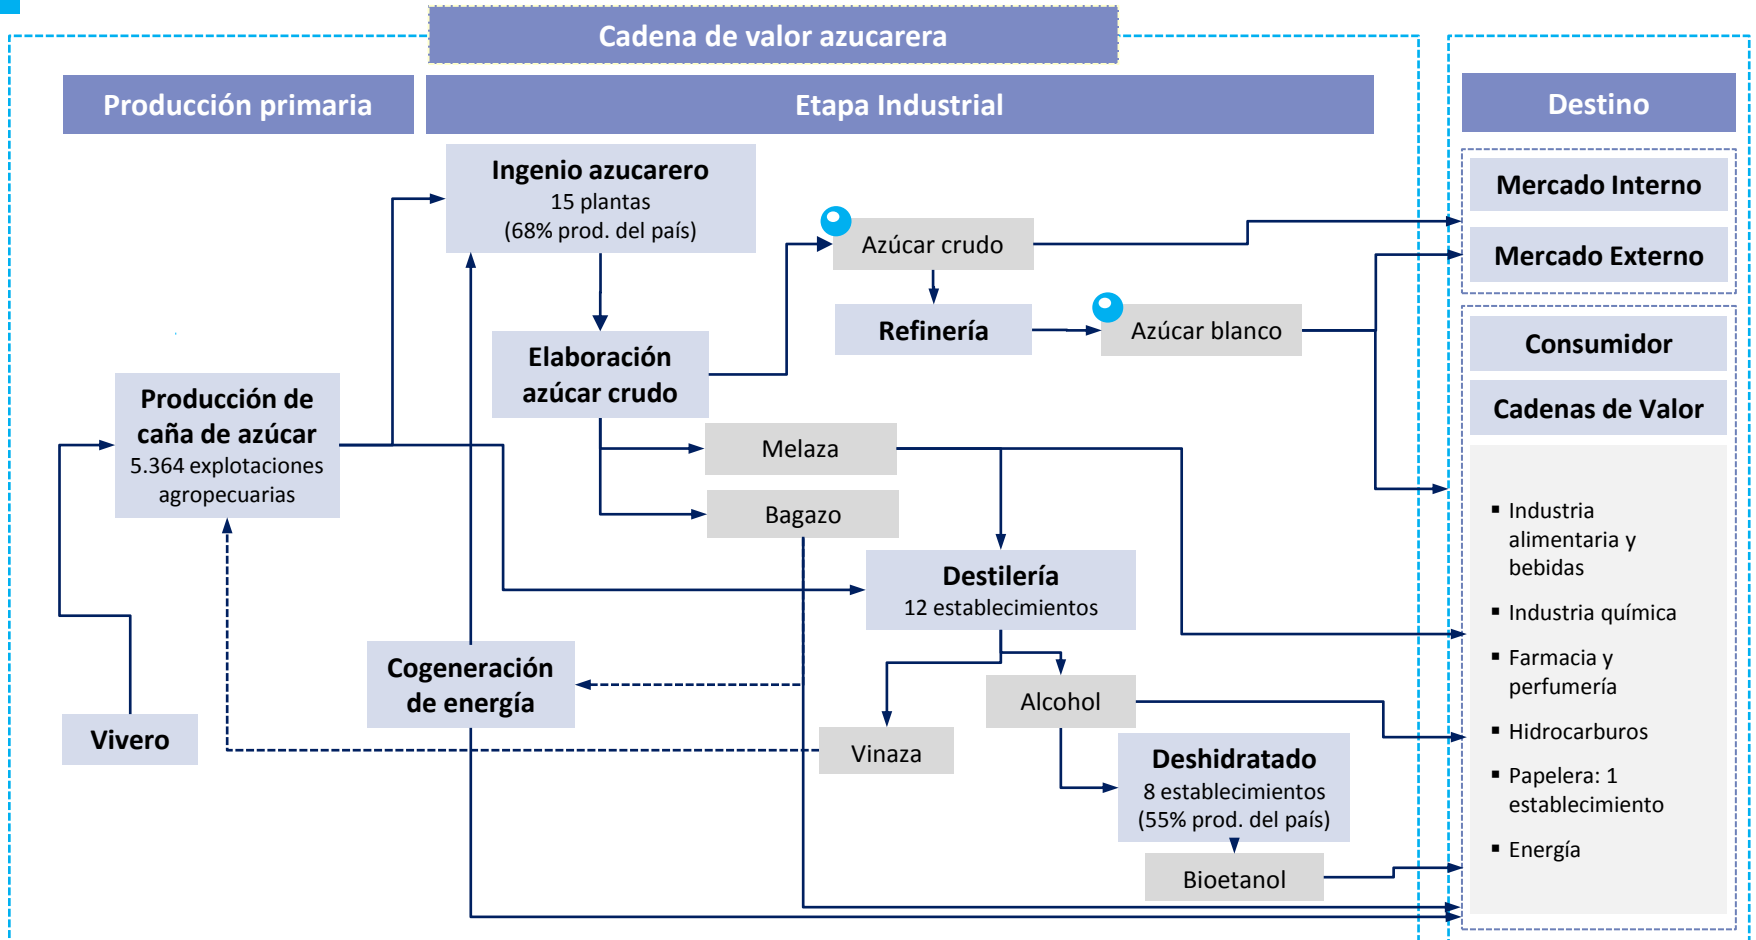 Cadena de valor azucarera
Producción primaria
Etapa Industrial
Destino
Ingenio azucarero
15 plantas
(68% prod. del país)
Azúcar crudo
Refinería
Azúcar blanco
Elaboración
azúcar crudo
Producción de
caña de azúcar
5.364 explotaciones
agropecuarias
Melaza
Bagazo
Destilería
12 establecimientos
Cogeneración
de energía
Vivero
Alcohol
Vinaza
Deshidratado
8 establecimientos
(55% prod. del país)
Bioetanol
Mercado Interno
Mercado Externo
Consumidor
Cadenas de Valor
▪ Industria
alimentaria y
bebidas
▪ Industria química
▪ Farmacia y
perfumería
▪ Hidrocarburos
▪ Papelera: 1
establecimiento
▪ Energía